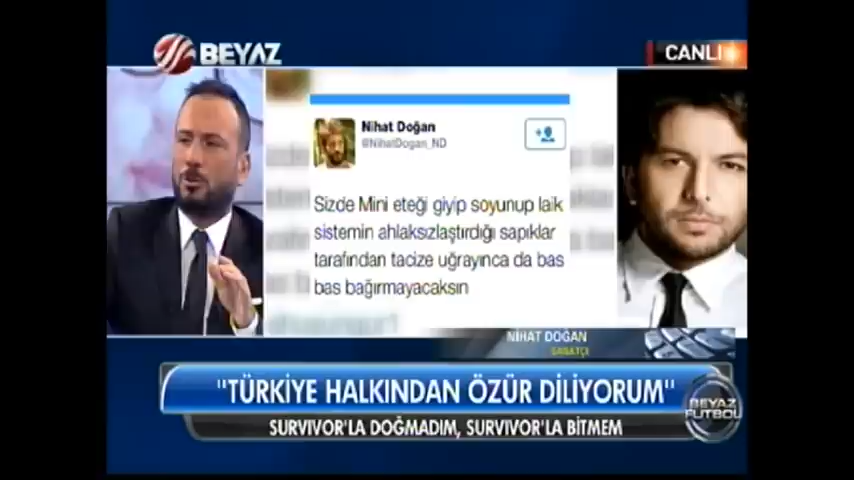 BEYAZ
CANLI
Nihat Doğan
@NihatDogan_ND
Sizde Mini eteği giyip soyunup laik
sistemin ahlaksızlaştırdığı sapıklar
tarafından tacize uğrayınca da bas
bas bağırmayacaksın
NİHAT DOĞAN
SANATÇI
"TÜRKİYE HALKINDAN ÖZÜR DİLİYORUM"
BEYAZ
FUTBOL
SURVIVOR'LA DOĞMADIM, SURVIVOR'LA BİTMEM